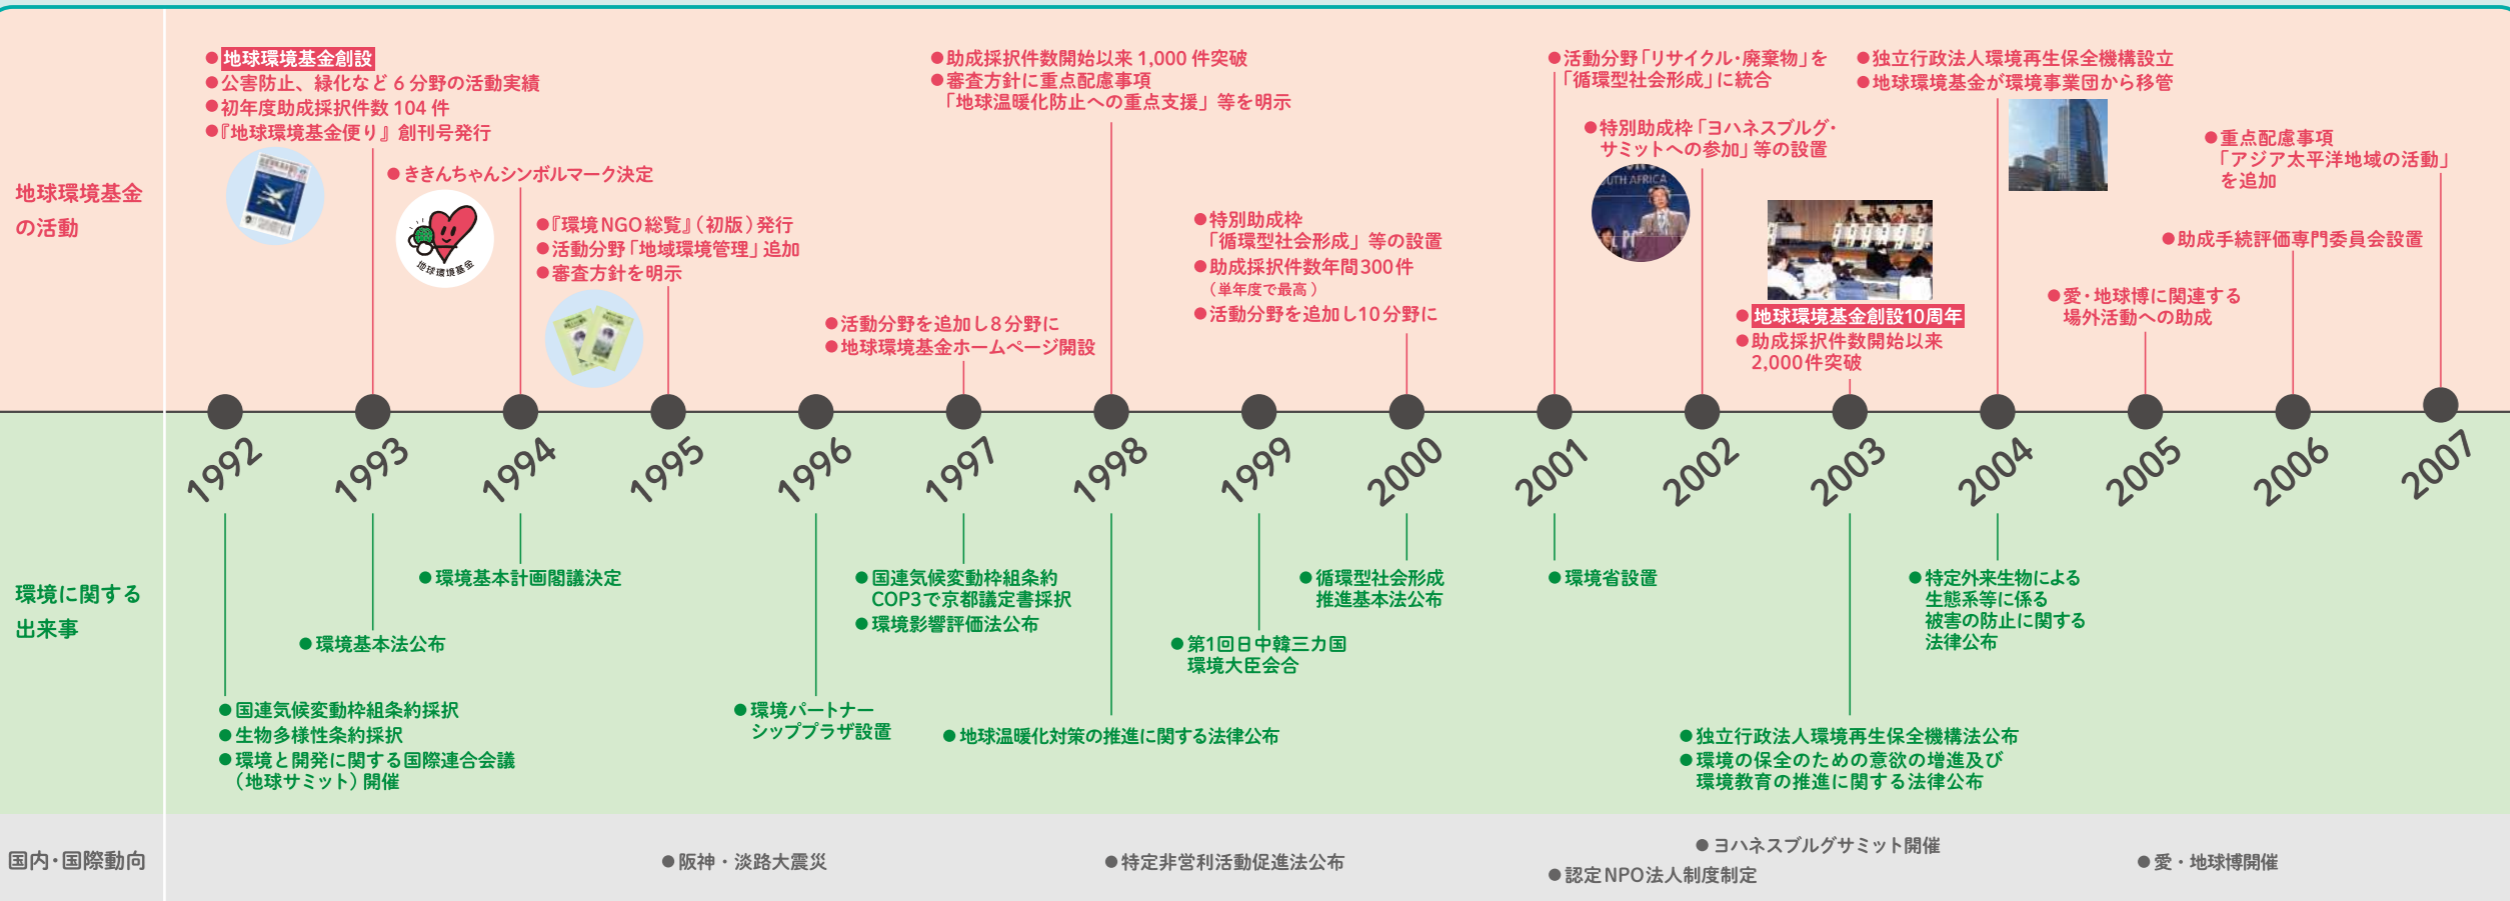 地球環境基金
の活動
●地球環境基金創設
●公害防止、緑化など6分野の活動実績
●初年度助成採択件数104件
●『地球環境基金便り』創刊号発行
●ききんちゃんシンボルマーク決定
地球環境基金
●『環境NGO総覧』（初版）発行
●活動分野「地域環境管理」追加
●審査方針を明示
●活動分野を追加し8分野に
●地球環境基金ホームページ開設
●助成採択件数開始以来1,000件突破
●審査方針に重点配慮事項
「地球温暖化防止への重点支援」等を明示
●特別助成枠
「循環型社会形成」等の設置
●助成採択件数年間300件
（単年度で最高）
●活動分野を追加し10分野に
●活動分野「リサイクル・廃棄物」を
「循環型社会形成」に統合
●特別助成枠「ヨハネスブルグ・
サミットへの参加」等の設置
UTH AFRICA
●地球環境基金創設10周年
●助成採択件数開始以来
2,000件突破
●独立行政法人環境再生保全機構設立
●地球環境基金が環境事業団から移管
●愛・地球博に関連する
場外活動への助成
●助成手続評価専門委員会設置
●重点配慮事項
「アジア太平洋地域の活動」
を追加
1992
1993
1994
1995
1996
1997
1998
1999
2000
2001
2002
2003
2004
2005
2006
2007
環境に関する
出来事
●国連気候変動枠組条約採択
●生物多様性条約採択
●環境と開発に関する国際連合会議
（地球サミット）開催
●環境基本法公布
●環境基本計画閣議決定
●環境パートナー
シッププラザ設置
●国連気候変動枠組条約
COP3で京都議定書採択
●環境影響評価法公布
●地球温暖化対策の推進に関する法律公布
●第1回日中韓三カ国
環境大臣会合
●循環型社会形成
推進基本法公布
●環境省設置
●独立行政法人環境再生保全機構法公布
●環境の保全のための意欲の増進及び
環境教育の推進に関する法律公布
●特定外来生物による
生態系等に係る
被害の防止に関する
法律公布
国内・国際動向
●阪神・淡路大震災
●特定非営利活動促進法公布
●認定NPO法人制度制定
●ヨハネスブルグサミット開催
●愛・地球博開催